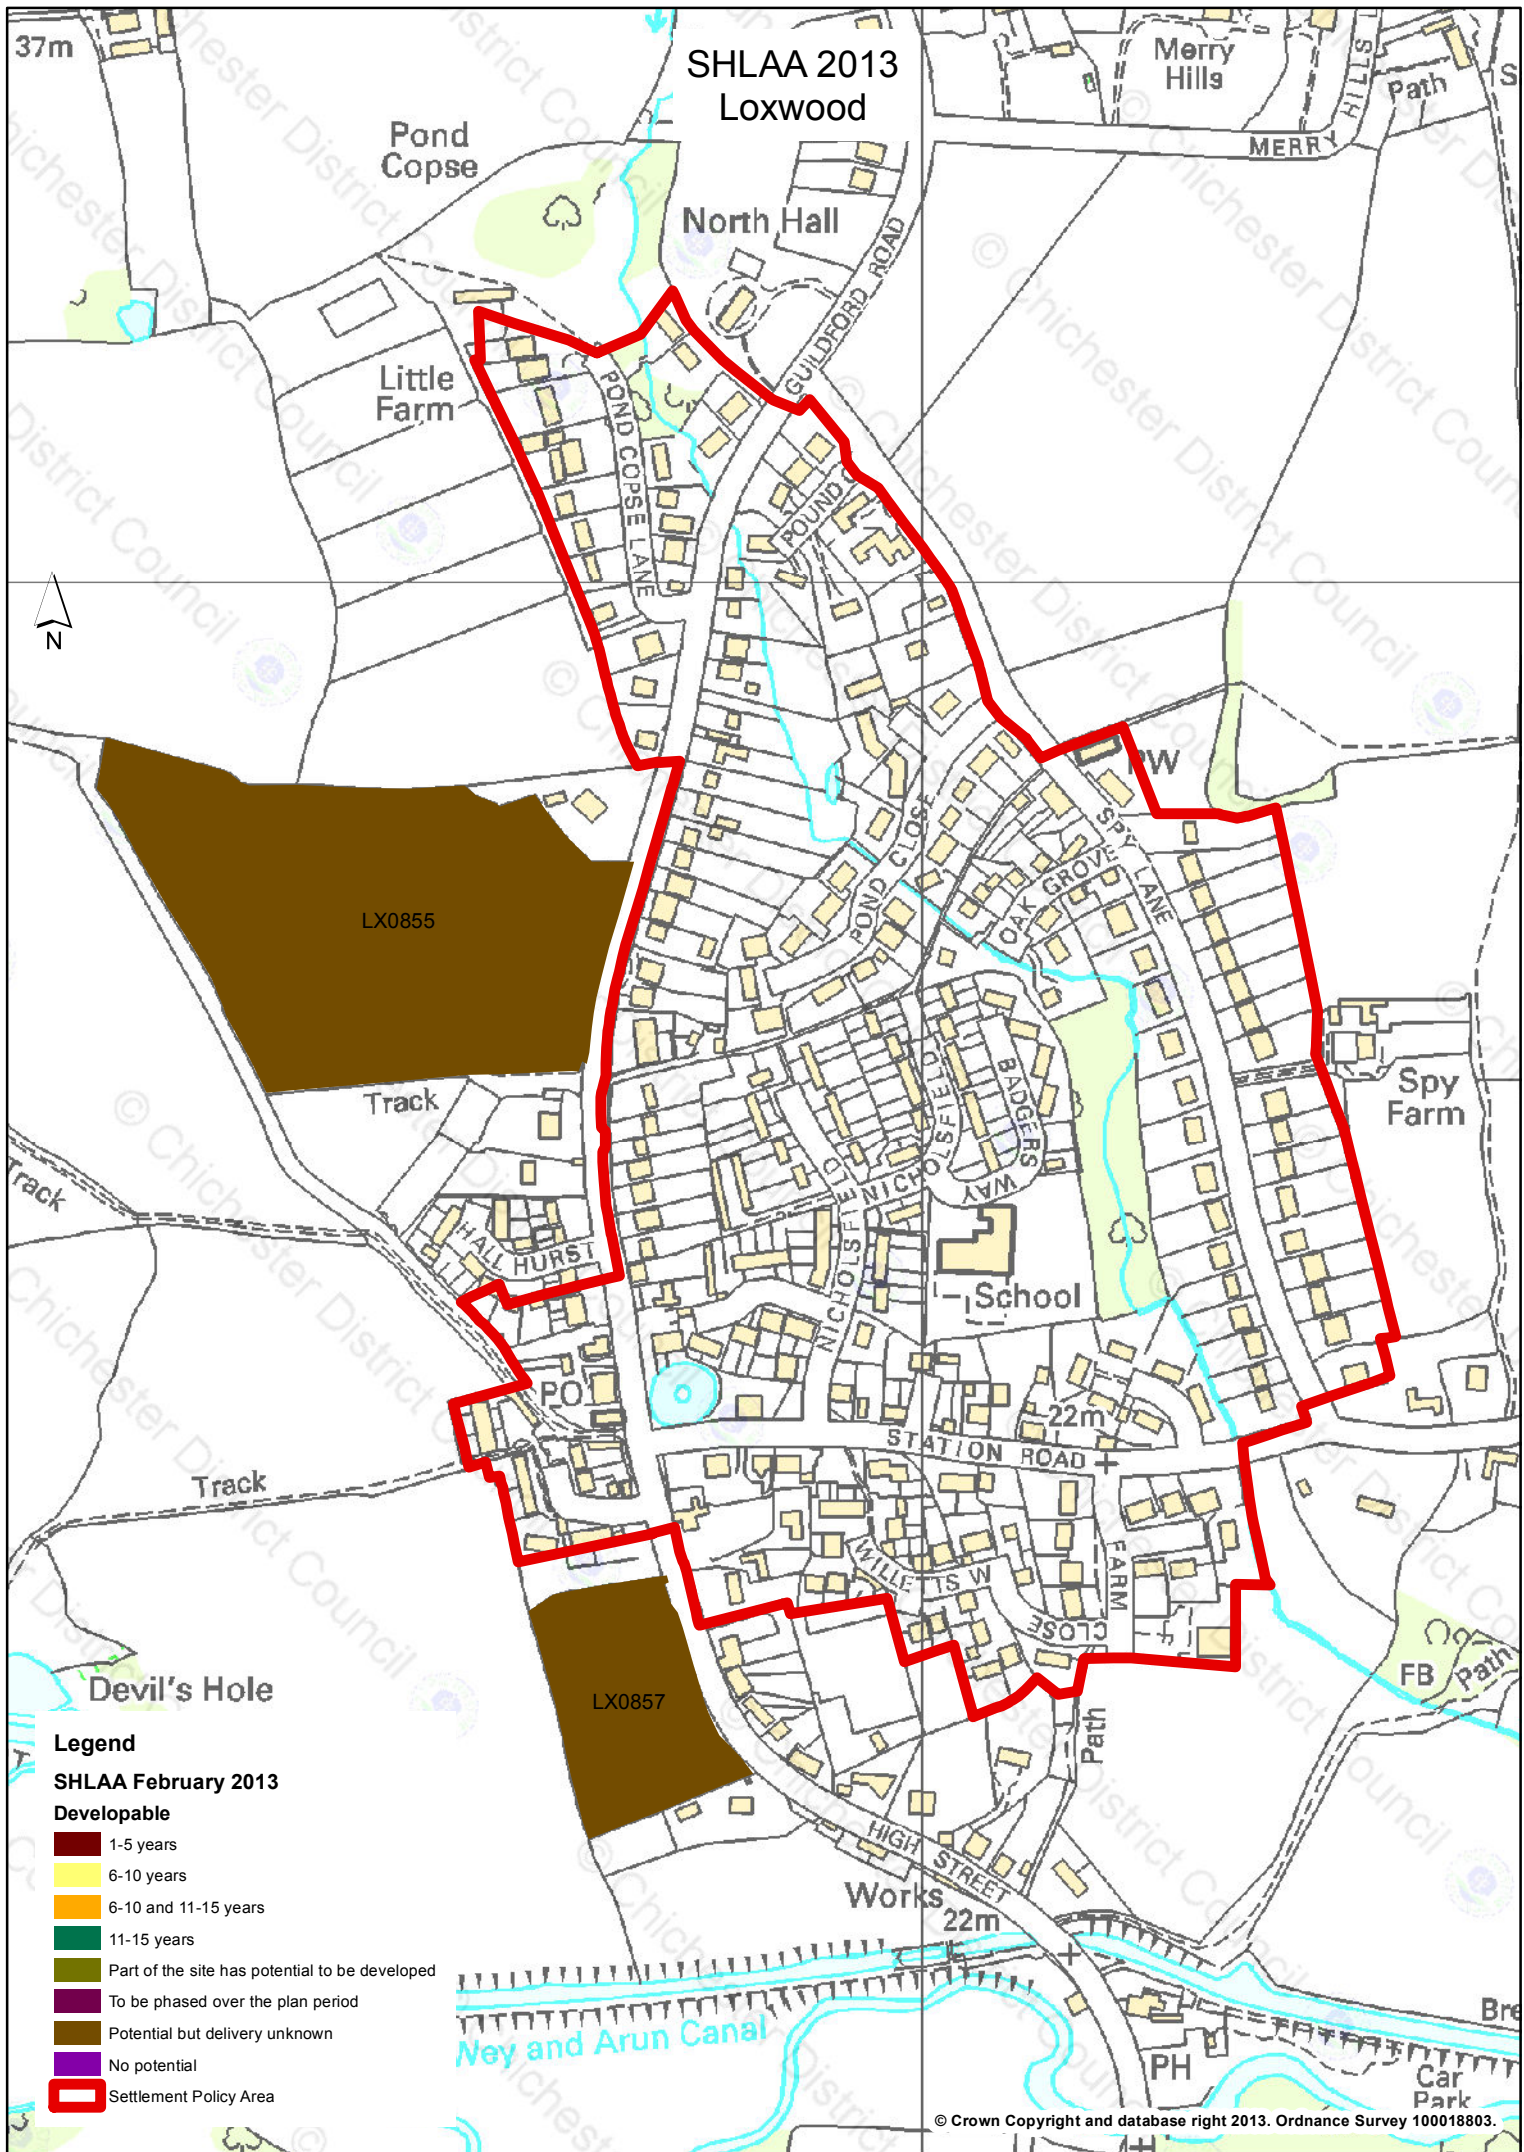 SHLAA 2013
Loxwood
37m
Merry
Hills
Path
MERRY HILLS
Pond
Copse
North Hall
GUILDFORD ROAD
Little
Farm
POND COPSE LANE
POUND
N
PW
SPY LANE
POND CLOSE
OAK GROVE
LX0855
Track
Spy
Farm
BADGERS
WAY
NICHOLSFIELD
NICHOLSFIELD
Track
HALL HURST
School
PO
22m
STATION ROAD
Track
FARM
WILLETTS
CLOSE
Devil's Hole
LX0857
FB
Path
Path
HIGH STREET
Works
22m
Wey and Arun Canal
PH
Car
Park
Bre
Legend
SHLAA February 2013
Developable
1-5 years
6-10 years
6-10 and 11-15 years
11-15 years
Part of the site has potential to be developed
To be phased over the plan period
Potential but delivery unknown
No potential
Settlement Policy Area
© Crown Copyright and database right 2013. Ordnance Survey 100018803.
© Chichester District Council